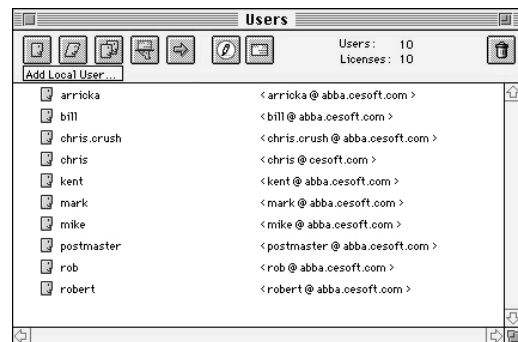 Users
Users: 10
Licenses: 10
Add Local User...
arricka <arricka @ abba.cesoft.com >
bill <bill @ abba.cesoft.com >
chris.crush <chris.crush @ abba.cesoft.com >
chris <chris @ cesoft.com >
kent <kent @ abba.cesoft.com >
mark <mark @ abba.cesoft.com >
mike <mike @ abba.cesoft.com >
postmaster <postmaster @ abba.cesoft.com >
rob <rob @ abba.cesoft.com >
robert <robert @ abba.cesoft.com >